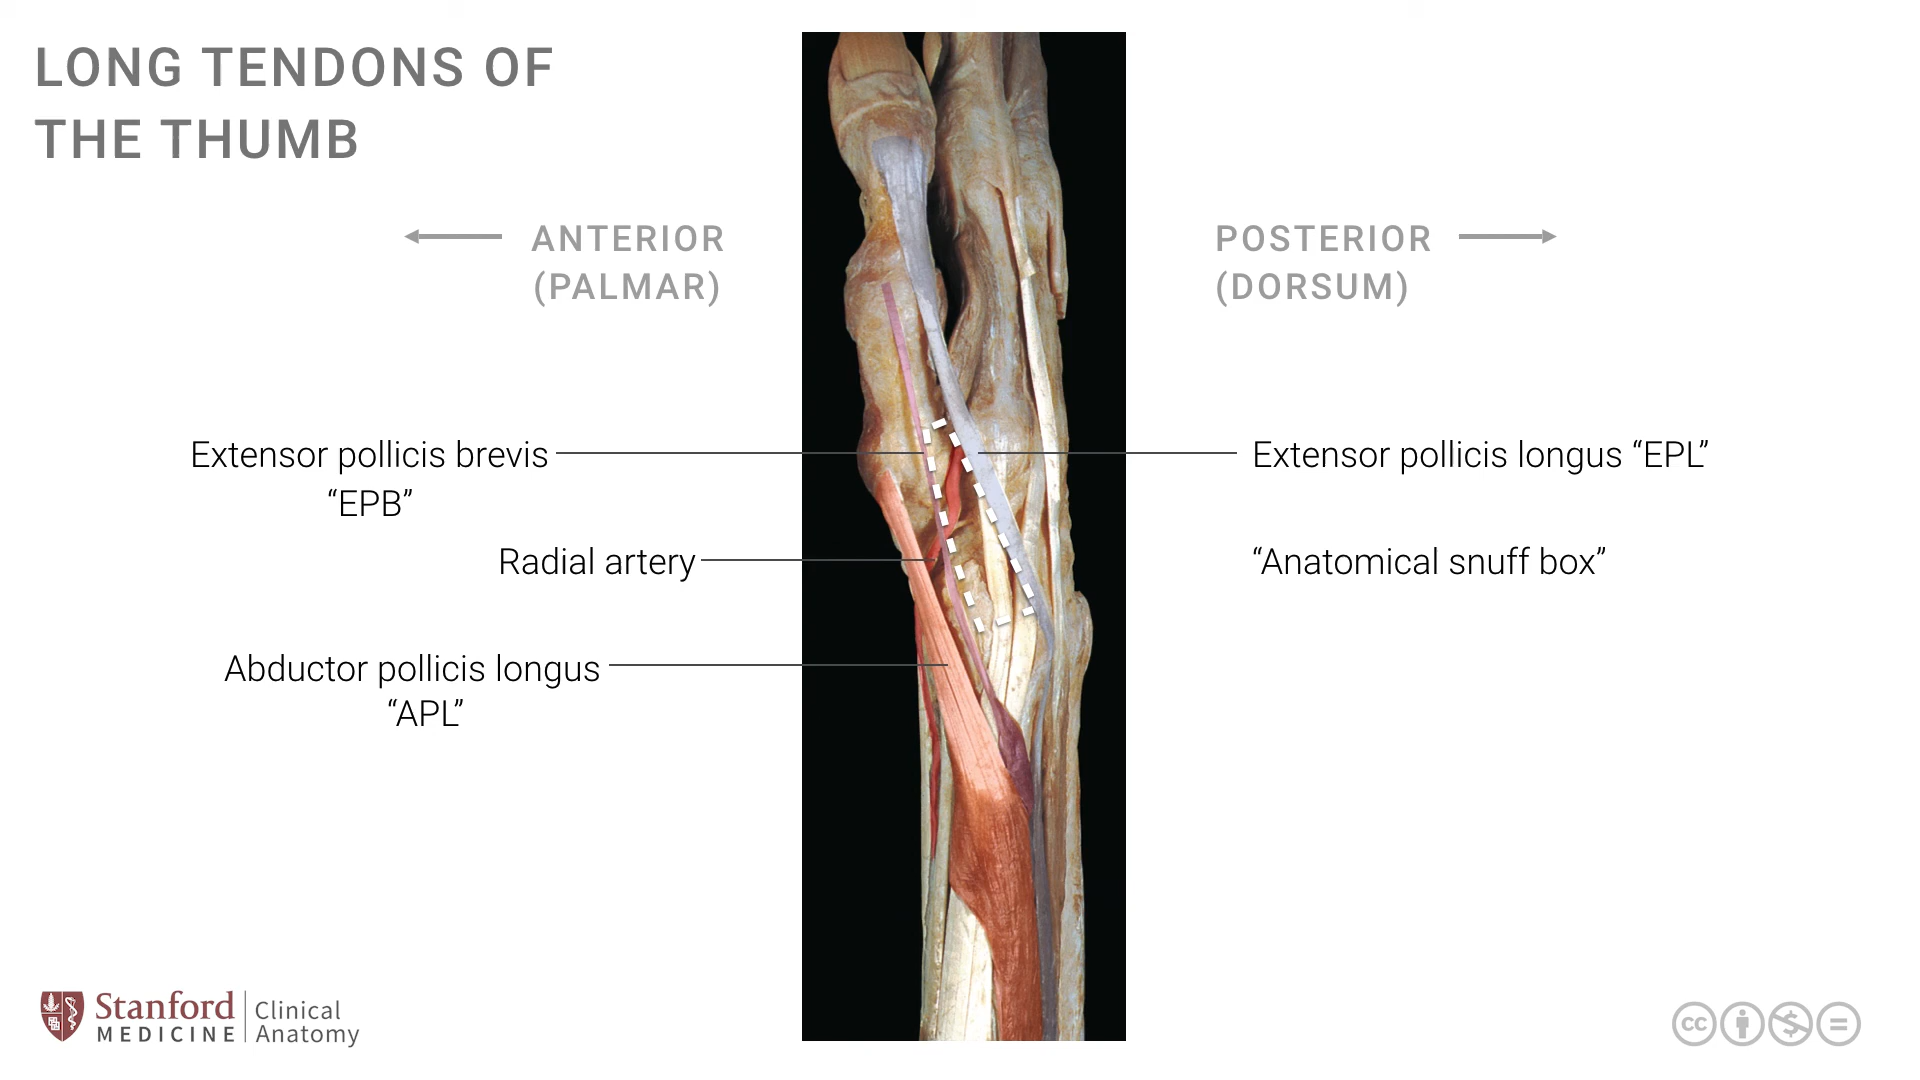 LONG TENDONS OF
THE THUMB
ANTERIOR
(PALMAR)
POSTERIOR
(DORSUM)
Extensor pollicis brevis
“EPB”
Extensor pollicis longus “EPL”
Radial artery
“Anatomical snuff box”
Abductor pollicis longus
“APL”
Stanford
MEDICINE
Clinical
Anatomy
cc